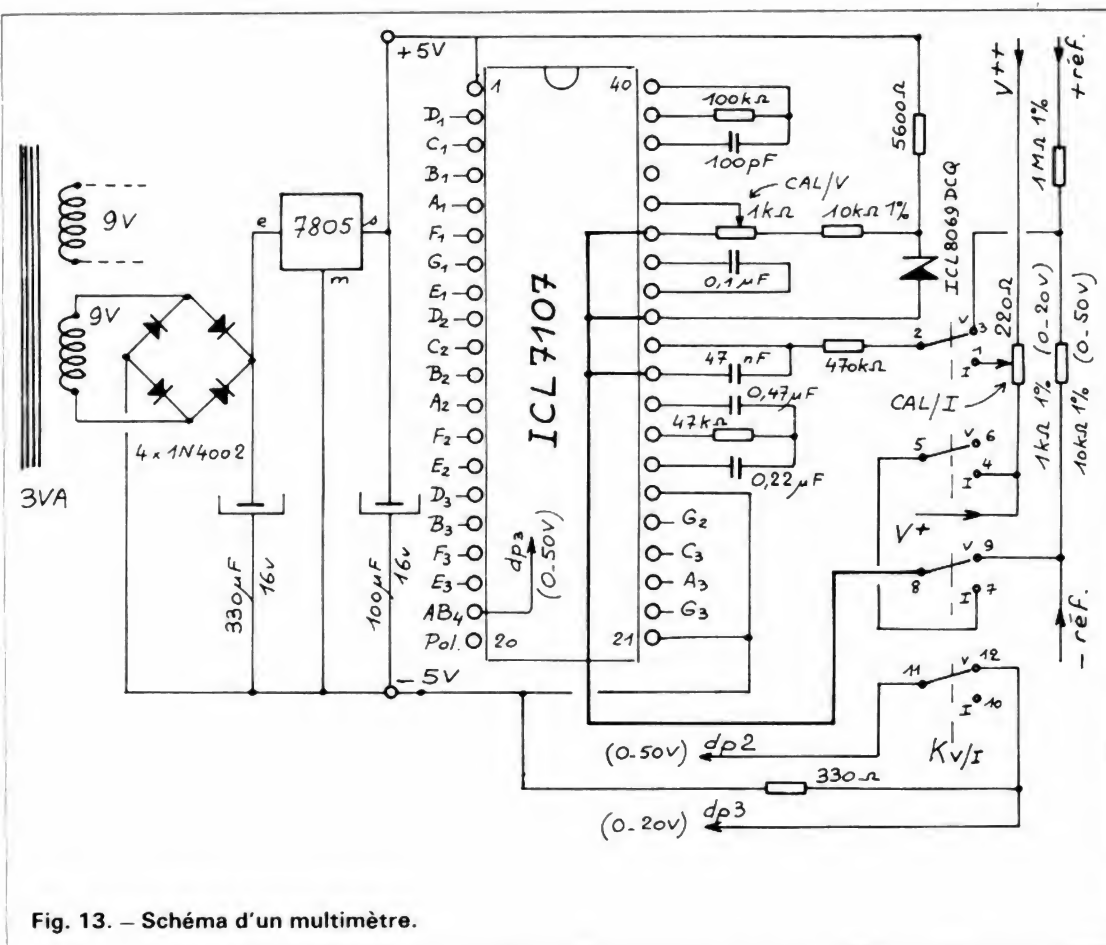 +5V
9V
9V
7805
e
s
m
4 x 1N4002
3VA
330µF
16V
100µF
16V
-5V
1
D1
C1
B1
A1
F1
G1
E1
D2
C2
B2
A2
F2
E2
D3
B3
F3
E3
AB4
Pol.
20
ICL7107
dp3
(0-50V)
40
100kΩ
100pF
CAL/V
1kΩ
10kΩ 1%
0,1µF
47 nF
470kΩ
0,47µF
47kΩ
0,22µF
G2
C3
A3
G3
21
5600Ω
ICL8069DCQ
V++
+réf.
1MΩ 1%
220Ω
CAL/I
1kΩ 1% (0-20V)
10kΩ 1% (0-50V)
2
V
3
1
I
5
V
6
4
I
V+
8
V
9
I
7
-réf.
11
V
12
I
10
KV/I
(0-50V) dp2
330Ω
(0-20V) dp3
Fig. 13. – Schéma d'un multimètre.